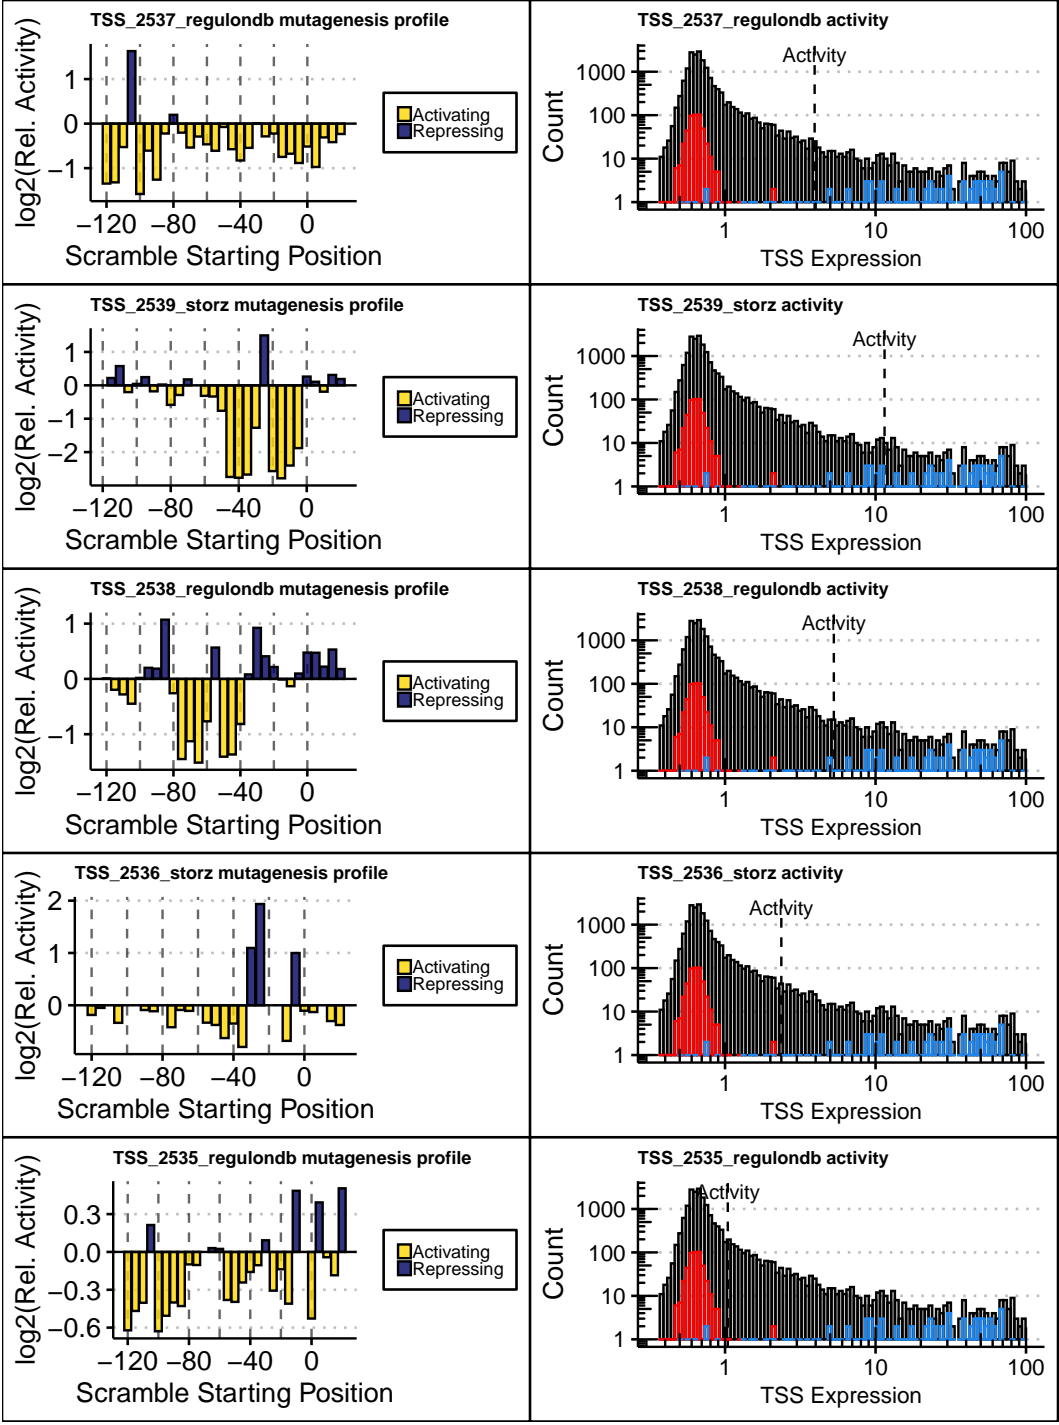 TSS_2537_regulondb mutagenesis profile
log2(Rel. Activity)
1
0
−1
−120 −80 −40 0
Scramble Starting Position
Activating
Repressing
TSS_2537_regulondb activity
Activity
Count
1000
100
10
1
1 10 100
TSS Expression
TSS_2539_storz mutagenesis profile
log2(Rel. Activity)
1
0
−1
−2
−120 −80 −40 0
Scramble Starting Position
Activating
Repressing
TSS_2539_storz activity
Activity
Count
1000
100
10
1
1 10 100
TSS Expression
TSS_2538_regulondb mutagenesis profile
log2(Rel. Activity)
1
0
−1
−120 −80 −40 0
Scramble Starting Position
Activating
Repressing
TSS_2538_regulondb activity
Activity
Count
1000
100
10
1
1 10 100
TSS Expression
TSS_2536_storz mutagenesis profile
log2(Rel. Activity)
2
1
0
−120 −80 −40 0
Scramble Starting Position
Activating
Repressing
TSS_2536_storz activity
Activity
Count
1000
100
10
1
1 10 100
TSS Expression
TSS_2535_regulondb mutagenesis profile
log2(Rel. Activity)
0.3
0.0
−0.3
−0.6
−120 −80 −40 0
Scramble Starting Position
Activating
Repressing
TSS_2535_regulondb activity
Activity
Count
1000
100
10
1
1 10 100
TSS Expression